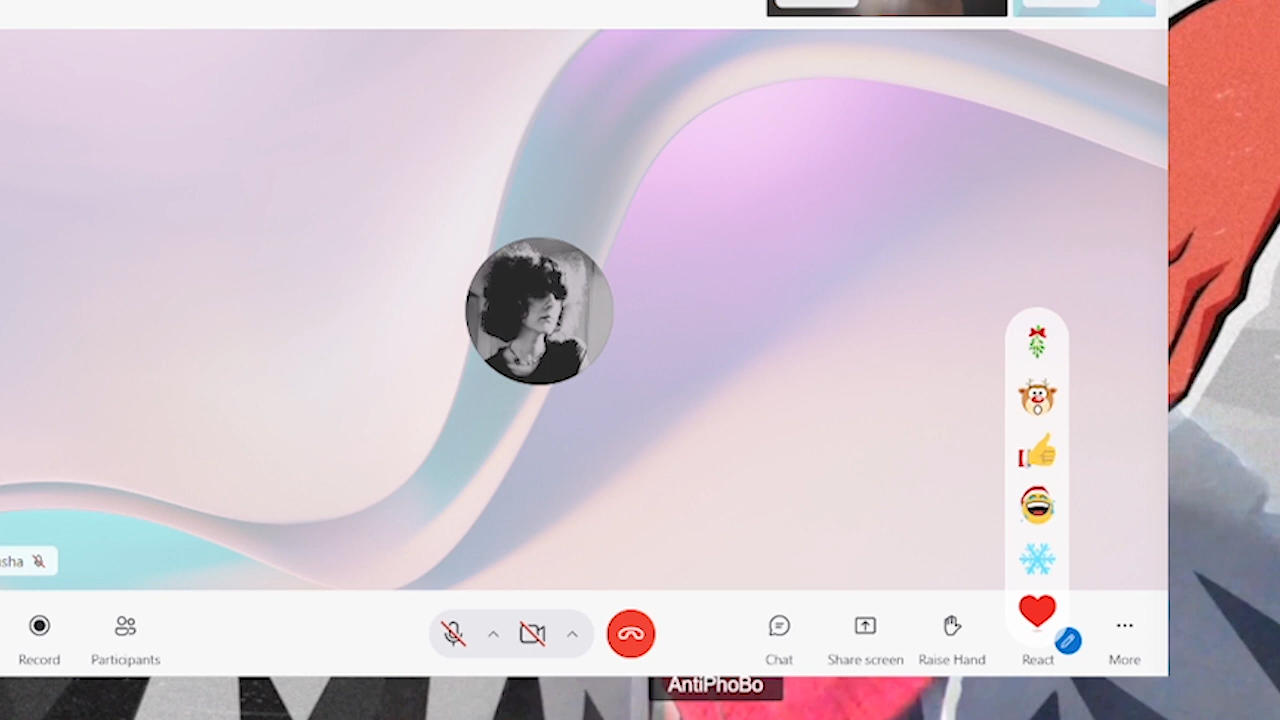 sha
Record
Participants
Chat
Share screen
Raise Hand
React
More
AntiPhoBo